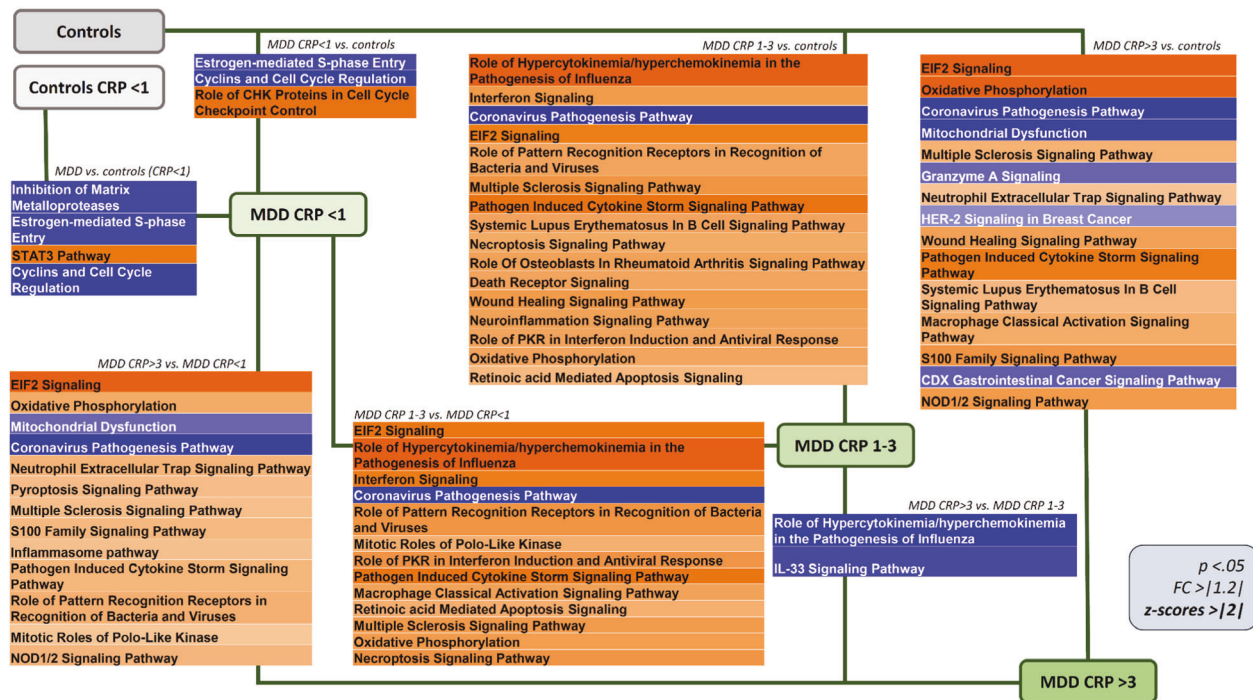 Controls
Controls CRP <1
MDD vs. controls (CRP<1)
Inhibition of Matrix
Metalloproteases
Estrogen-mediated S-phase
Entry
STAT3 Pathway
Cyclins and Cell Cycle
Regulation
MDD CRP<1 vs. controls
Estrogen-mediated S-phase Entry
Cyclins and Cell Cycle Regulation
Role of CHK Proteins in Cell Cycle
Checkpoint Control
MDD CRP <1
MDD CRP 1-3 vs. controls
Role of Hypercytokinemia/hyperchemokinemia in the
Pathogenesis of Influenza
Interferon Signaling
Coronavirus Pathogenesis Pathway
EIF2 Signaling
Role of Pattern Recognition Receptors in Recognition of
Bacteria and Viruses
Multiple Sclerosis Signaling Pathway
Pathogen Induced Cytokine Storm Signaling Pathway
Systemic Lupus Erythematosus In B Cell Signaling Pathway
Necroptosis Signaling Pathway
Role Of Osteoblasts In Rheumatoid Arthritis Signaling Pathway
Death Receptor Signaling
Wound Healing Signaling Pathway
Neuroinflammation Signaling Pathway
Role of PKR in Interferon Induction and Antiviral Response
Oxidative Phosphorylation
Retinoic acid Mediated Apoptosis Signaling
MDD CRP>3 vs. controls
EIF2 Signaling
Oxidative Phosphorylation
Coronavirus Pathogenesis Pathway
Mitochondrial Dysfunction
Multiple Sclerosis Signaling Pathway
Granzyme A Signaling
Neutrophil Extracellular Trap Signaling Pathway
HER-2 Signaling in Breast Cancer
Wound Healing Signaling Pathway
Pathogen Induced Cytokine Storm Signaling
Pathway
Systemic Lupus Erythematosus In B Cell
Signaling Pathway
Macrophage Classical Activation Signaling
Pathway
S100 Family Signaling Pathway
CDX Gastrointestinal Cancer Signaling Pathway
NOD1/2 Signaling Pathway
MDD CRP>3 vs. MDD CRP<1
EIF2 Signaling
Oxidative Phosphorylation
Mitochondrial Dysfunction
Coronavirus Pathogenesis Pathway
Neutrophil Extracellular Trap Signaling Pathway
Pyroptosis Signaling Pathway
Multiple Sclerosis Signaling Pathway
S100 Family Signaling Pathway
Inflammasome pathway
Pathogen Induced Cytokine Storm Signaling
Pathway
Role of Pattern Recognition Receptors in
Recognition of Bacteria and Viruses
Mitotic Roles of Polo-Like Kinase
NOD1/2 Signaling Pathway
MDD CRP 1-3 vs. MDD CRP<1
EIF2 Signaling
Role of Hypercytokinemia/hyperchemokinemia in the
Pathogenesis of Influenza
Interferon Signaling
Coronavirus Pathogenesis Pathway
Role of Pattern Recognition Receptors in Recognition of Bacteria
and Viruses
Mitotic Roles of Polo-Like Kinase
Role of PKR in Interferon Induction and Antiviral Response
Pathogen Induced Cytokine Storm Signaling Pathway
Macrophage Classical Activation Signaling Pathway
Retinoic acid Mediated Apoptosis Signaling
Multiple Sclerosis Signaling Pathway
Oxidative Phosphorylation
Necroptosis Signaling Pathway
MDD CRP 1-3
MDD CRP>3 vs. MDD CRP 1-3
Role of Hypercytokinemia/hyperchemokinemia
in the Pathogenesis of Influenza
IL-33 Signaling Pathway
p <.05
FC >|1.2|
z-scores >|2|
MDD CRP >3